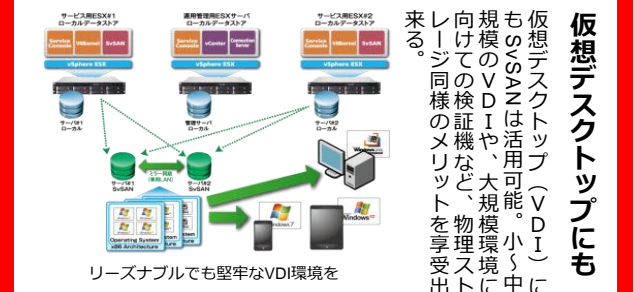 仮想デスクトップにも
仮想デスクトップ（VDI）に
もSvSANは活用可能。小～中
規模のVDIや、大規模環境に
向けての検証機など、物理スト
レージ同様のメリットを享受出
来る。
サービス用ESX#1
ローカルデータストア
運用管理用ESXサーバ
ローカルデータストア
サービス用ESX#2
ローカルデータストア
Service Console
VMKernel
SvSAN
vCenter
Connection Server
Service Console
VMKernel
SvSAN
vSphere ESX
vSphere ESX
vSphere ESX
サーバ#1
ローカル
管理サーバ
ローカル
サーバ#2
ローカル
ミラー同期
(専用LAN)
サーバ#1
SvSAN
サーバ#2
SvSAN
Operating System
x86 Architecture
Windows 7
リーズナブルでも堅牢なVDI環境を